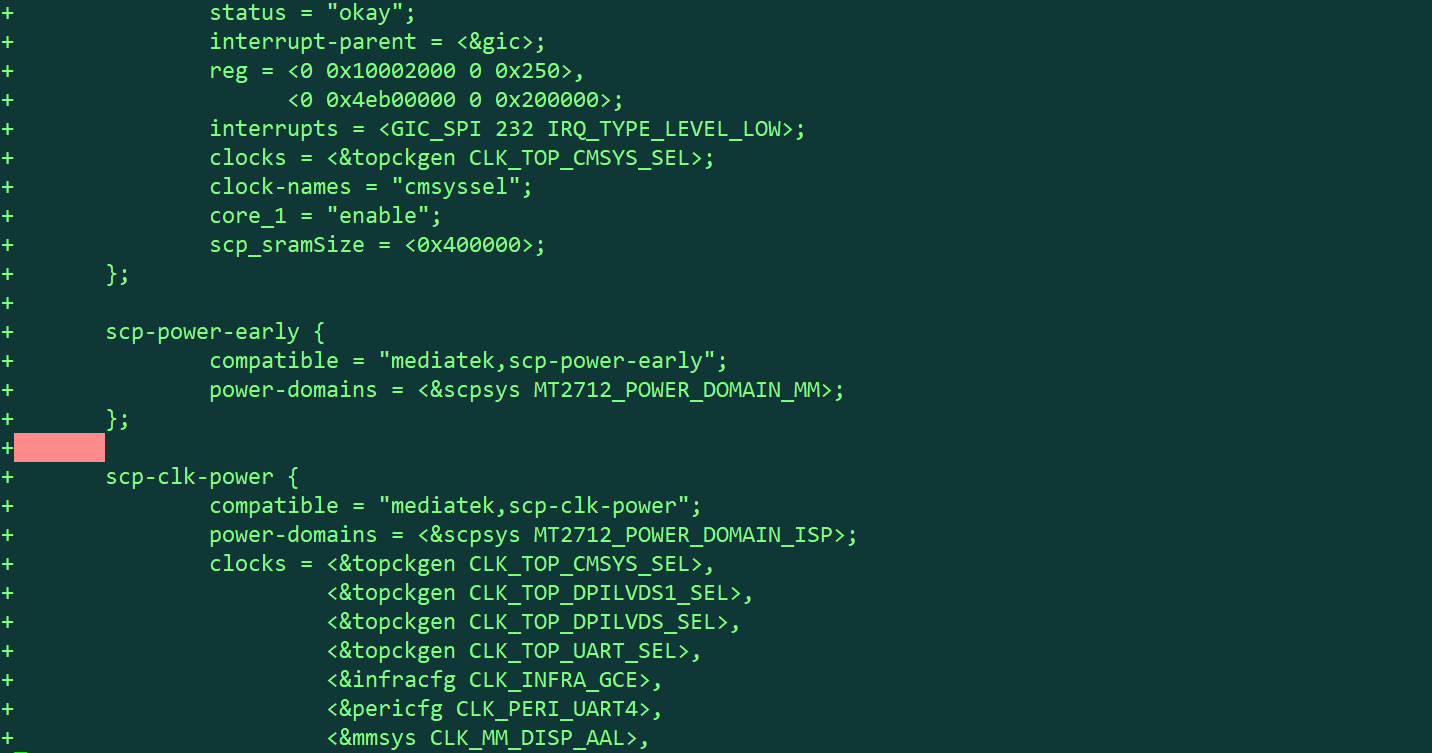 +               status = "okay";
+               interrupt-parent = <&gic>;
+               reg = <0 0x10002000 0 0x250>,
+                     <0 0x4eb00000 0 0x200000>;
+               interrupts = <GIC_SPI 232 IRQ_TYPE_LEVEL_LOW>;
+               clocks = <&topckgen CLK_TOP_CMSYS_SEL>;
+               clock-names = "cmsyssel";
+               core_1 = "enable";
+               scp_sramSize = <0x400000>;
+       };
+
+       scp-power-early {
+               compatible = "mediatek,scp-power-early";
+               power-domains = <&scpsys MT2712_POWER_DOMAIN_MM>;
+       };
+
+       scp-clk-power {
+               compatible = "mediatek,scp-clk-power";
+               power-domains = <&scpsys MT2712_POWER_DOMAIN_ISP>;
+               clocks = <&topckgen CLK_TOP_CMSYS_SEL>,
+                        <&topckgen CLK_TOP_DPILVDS1_SEL>,
+                        <&topckgen CLK_TOP_DPILVDS_SEL>,
+                        <&topckgen CLK_TOP_UART_SEL>,
+                        <&infracfg CLK_INFRA_GCE>,
+                        <&pericfg CLK_PERI_UART4>,
+                        <&mmsys CLK_MM_DISP_AAL>,